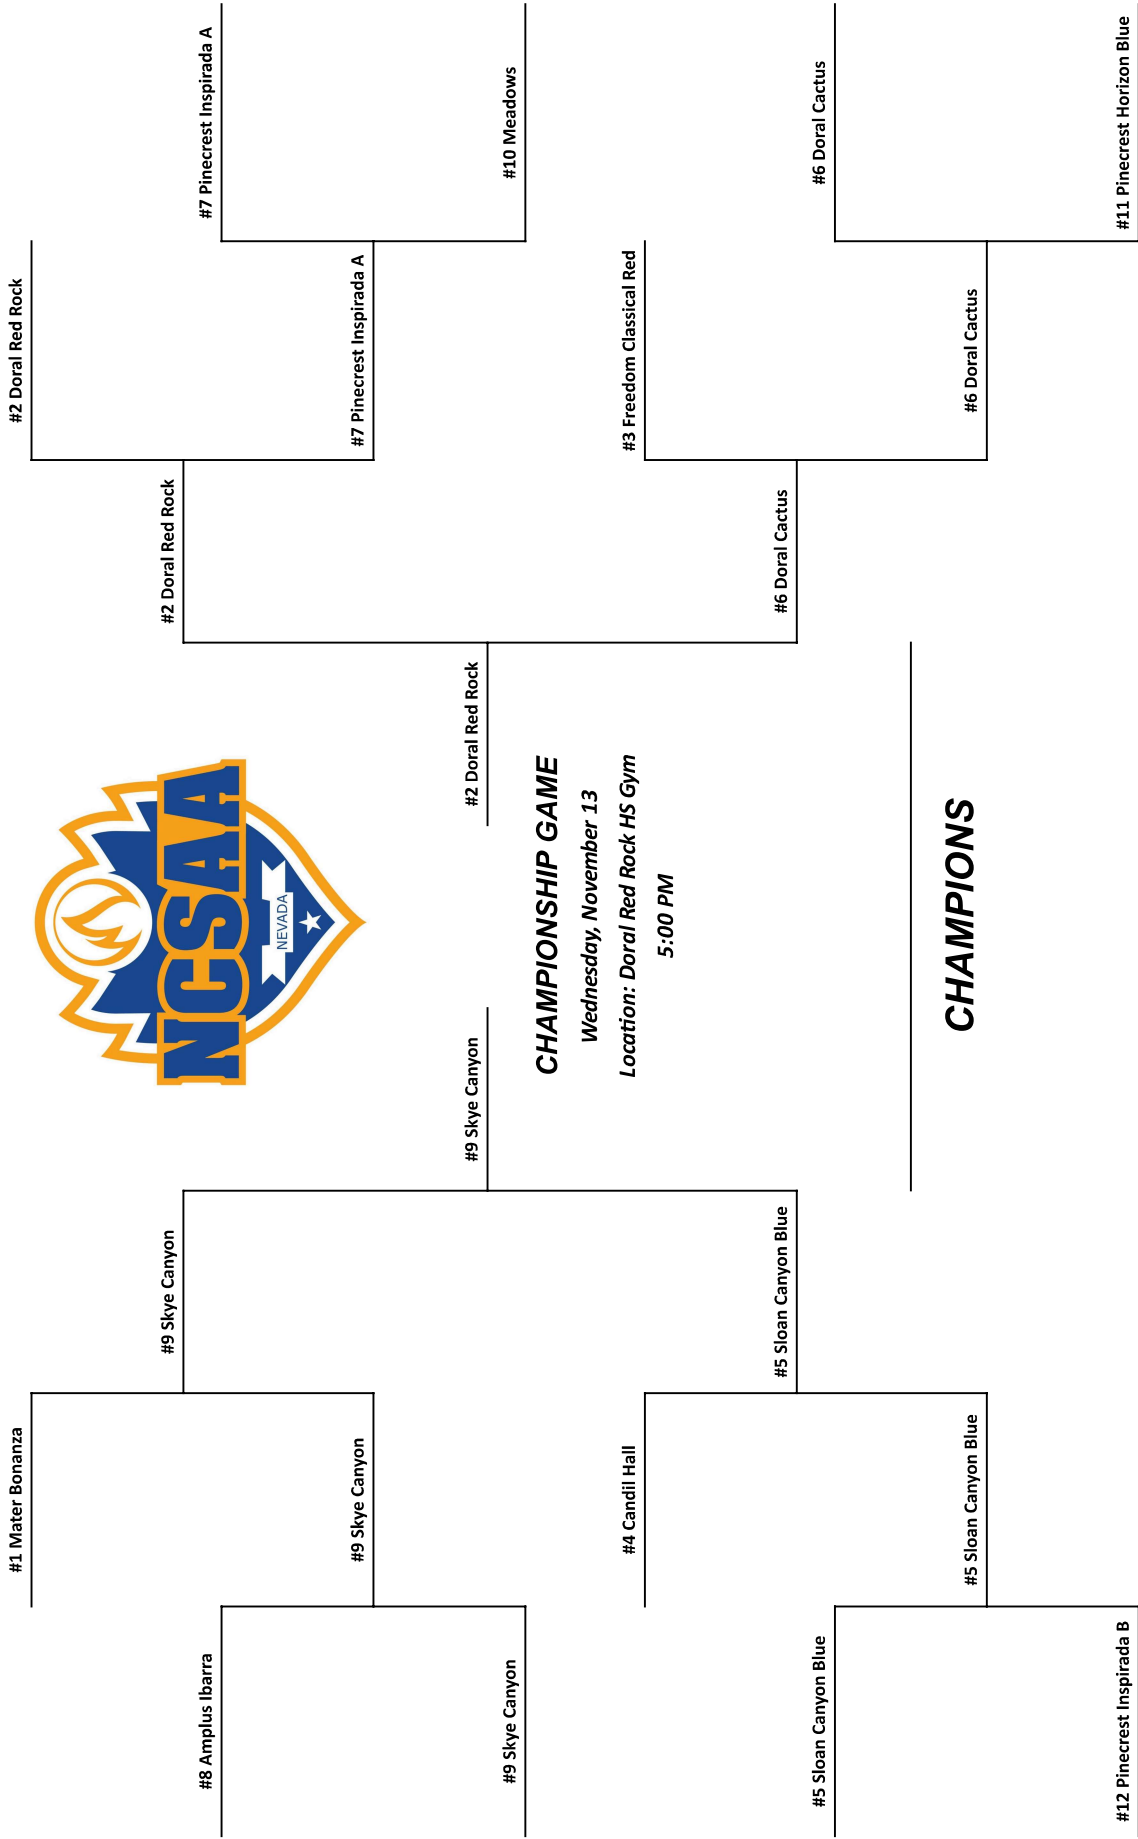 #1 Mater Bonanza
#8 Amplus Ibarra
#9 Skye Canyon
#9 Skye Canyon
#9 Skye Canyon
#4 Candil Hall
#5 Sloan Canyon Blue
#12 Pinecrest Inspirada B
#5 Sloan Canyon Blue
#5 Sloan Canyon Blue
#9 Skye Canyon
NCSAA
NEVADA
CHAMPIONSHIP GAME
Wednesday, November 13
Location: Doral Red Rock HS Gym
5:00 PM
CHAMPIONS
#2 Doral Red Rock
#2 Doral Red Rock
#6 Doral Cactus
#2 Doral Red Rock
#7 Pinecrest Inspirada A
#7 Pinecrest Inspirada A
#10 Meadows
#3 Freedom Classical Red
#6 Doral Cactus
#6 Doral Cactus
#11 Pinecrest Horizon Blue